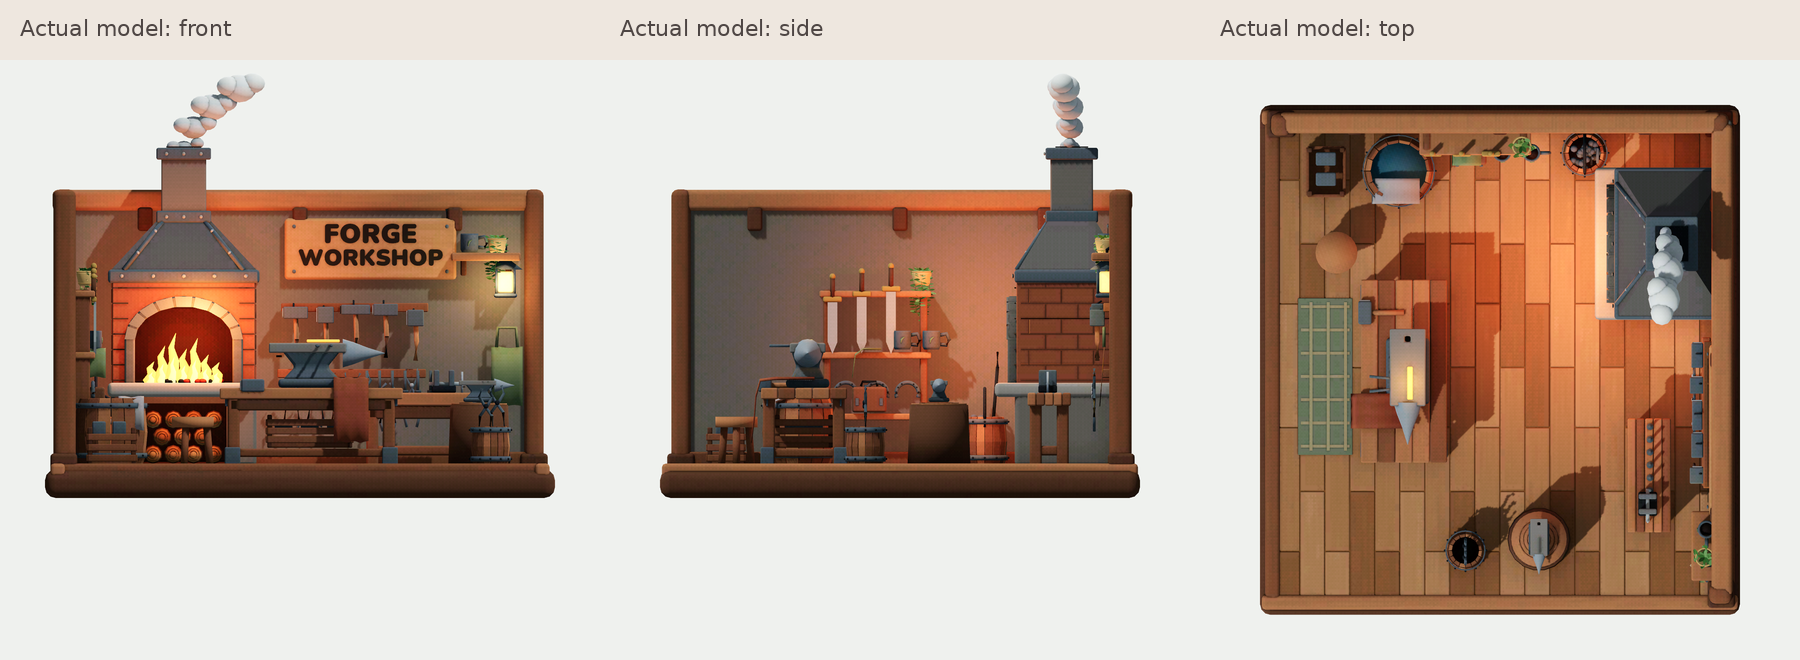 Actual model: front
Actual model: side
Actual model: top
FORGE
WORKSHOP